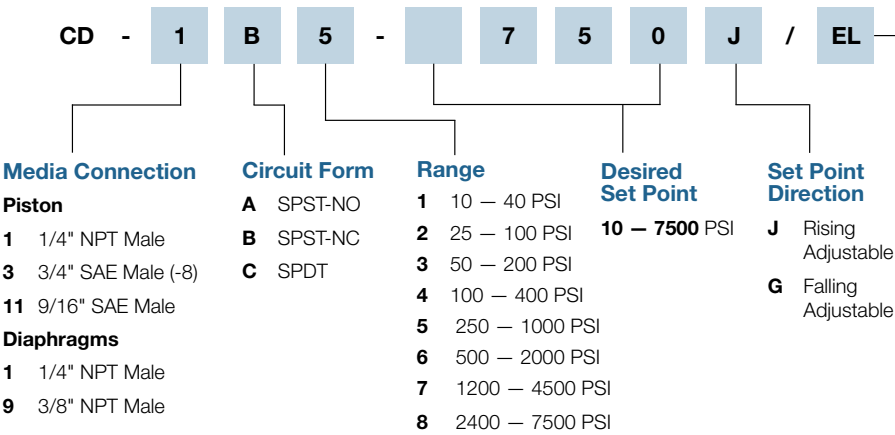 CD - 1 B 5 - 7 5 0 J / EL
Media Connection
Piston
1 1/4" NPT Male
3 3/4" SAE Male (-8)
11 9/16" SAE Male
Diaphragms
1 1/4" NPT Male
9 3/8" NPT Male
Circuit Form
A SPST-NO
B SPST-NC
C SPDT
Range
1 10 — 40 PSI
2 25 — 100 PSI
3 50 — 200 PSI
4 100 — 400 PSI
5 250 — 1000 PSI
6 500 — 2000 PSI
7 1200 — 4500 PSI
8 2400 — 7500 PSI
Desired
Set Point
10 — 7500 PSI
Set Point
Direction
J Rising
Adjustable
G Falling
Adjustable